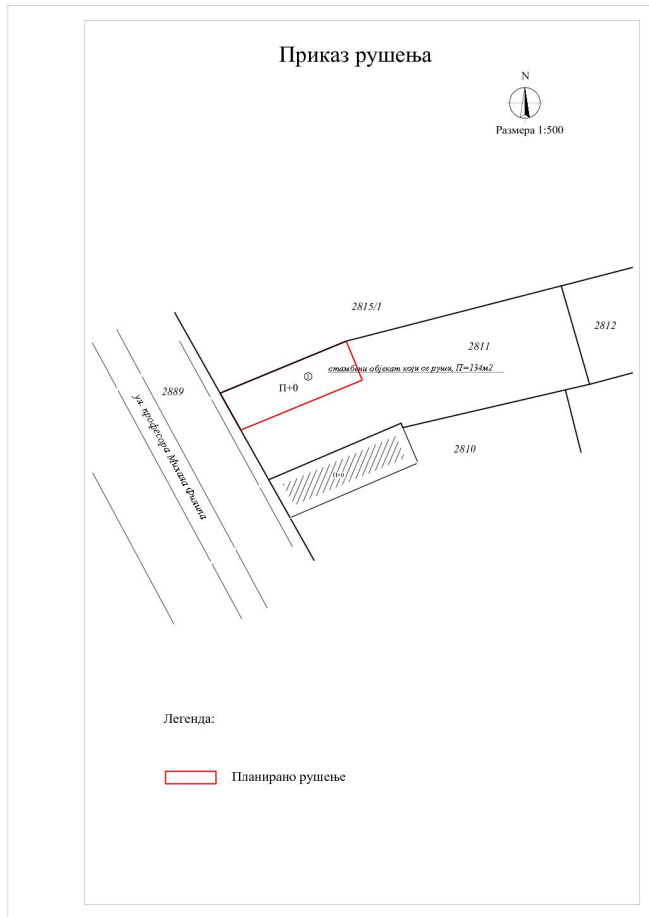 Приказ рушења
N
Размера 1:500
2815/1
2812
2811
стамбени објекат који се руши, П=134м2
1
П+0
2889
ул. професора Михаила Филипа
2810
П+0
Легенда:
Планирано рушење